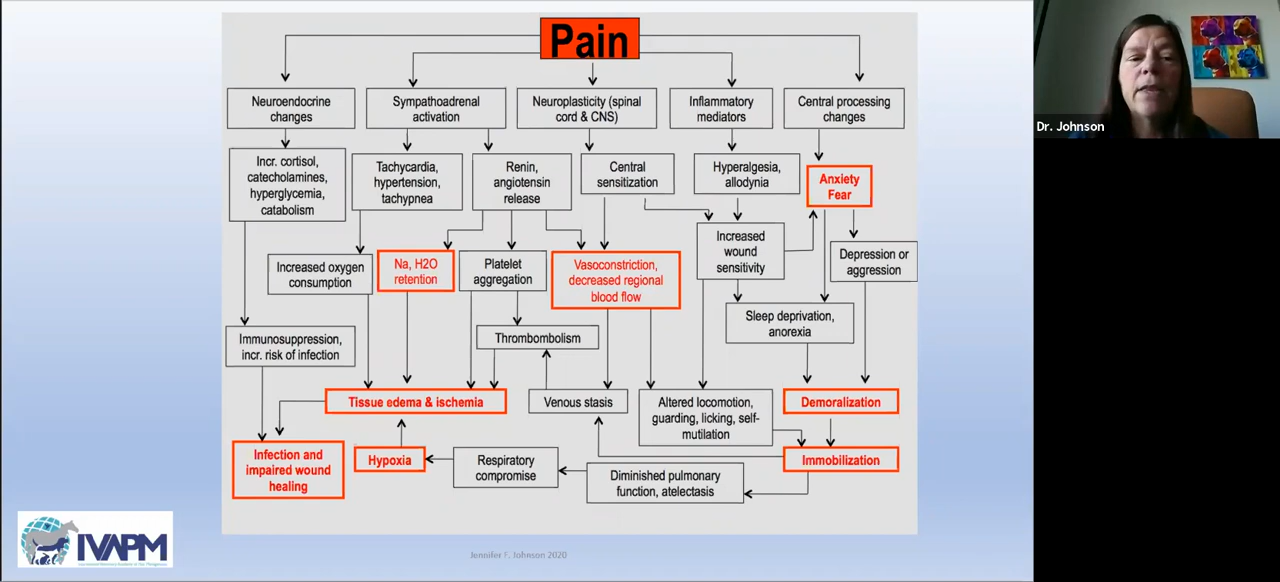 Pain
Neuroendocrine
changes
Sympathoadrenal
activation
Neuroplasticity (spinal
cord & CNS)
Inflammatory
mediators
Central processing
changes
Incr. cortisol,
catecholamines,
hyperglycemia,
catabolism
Tachycardia,
hypertension,
tachypnea
Renin,
angiotensin
release
Central
sensitization
Hyperalgesia,
allodynia
Anxiety
Fear
Increased oxygen
consumption
Na, H2O
retention
Platelet
aggregation
Vasoconstriction,
decreased regional
blood flow
Increased
wound
sensitivity
Depression or
aggression
Immunosuppression,
incr. risk of infection
Thrombombolism
Sleep deprivation,
anorexia
Tissue edema & ischemia
Venous stasis
Altered locomotion,
guarding, licking, self-
mutilation
Demoralization
Infection and
impaired wound
healing
Hypoxia
Respiratory
compromise
Diminished pulmonary
function, atelectasis
Immobilization
IVAPM
Jennifer F. Johnson 2020
Dr. Johnson